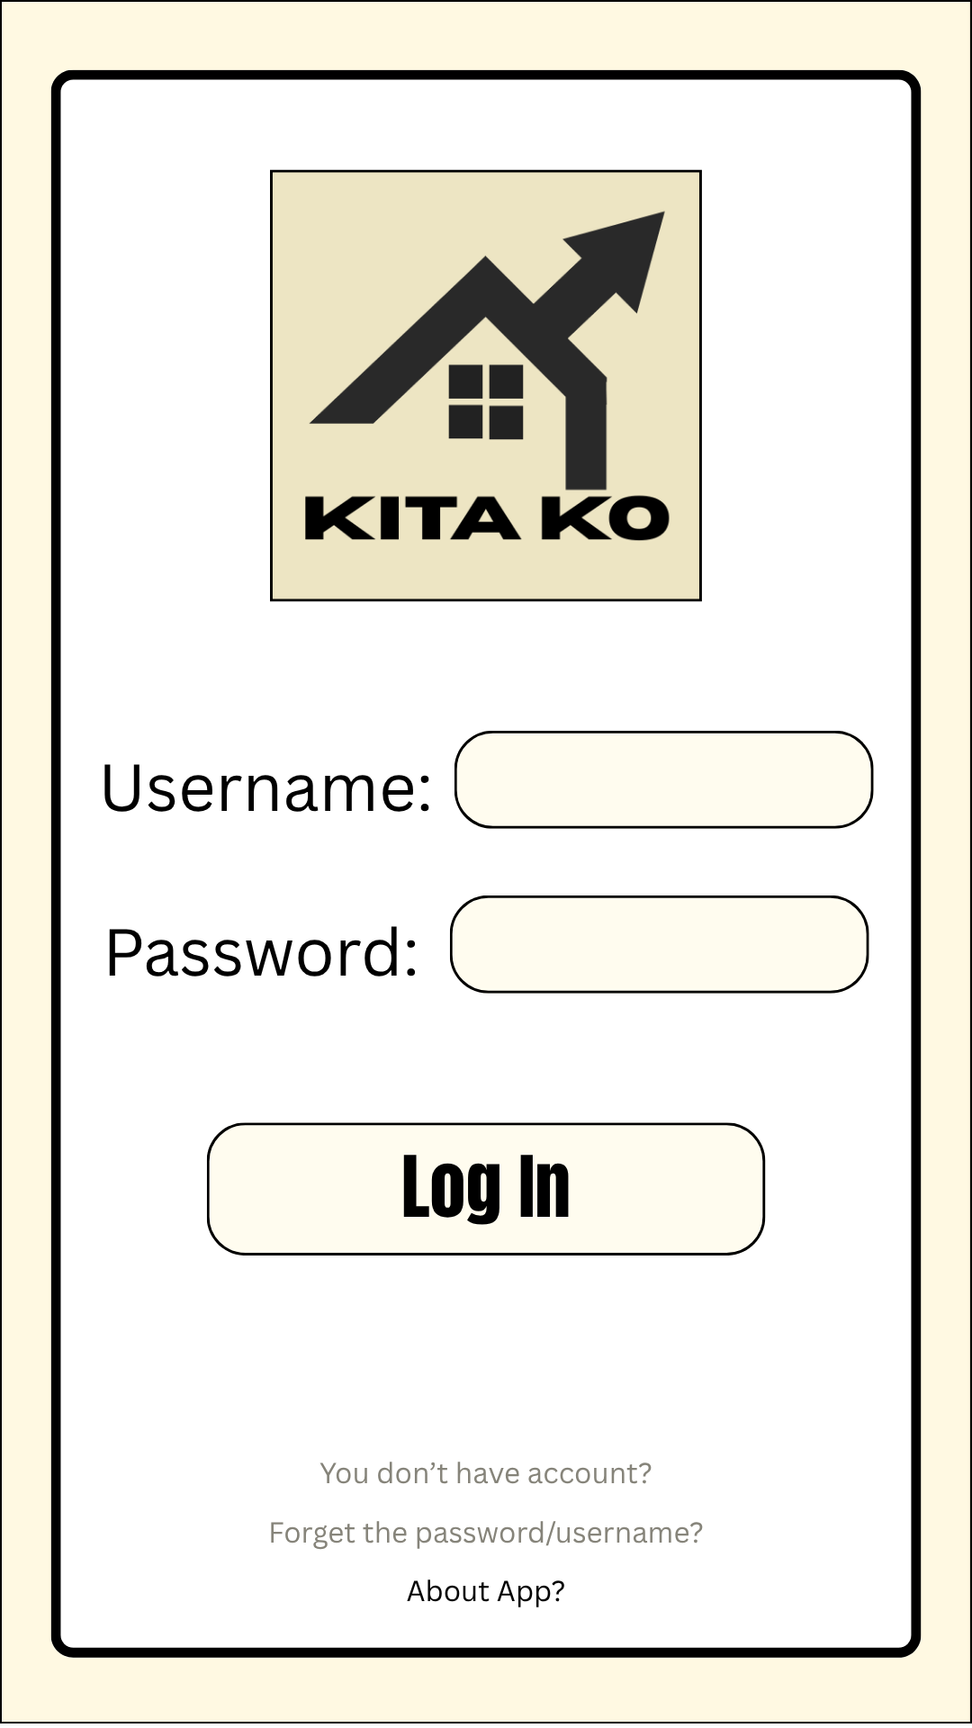 KITA KO
Username:
Password:
Log In
You don’t have account?
Forget the password/username?
About App?